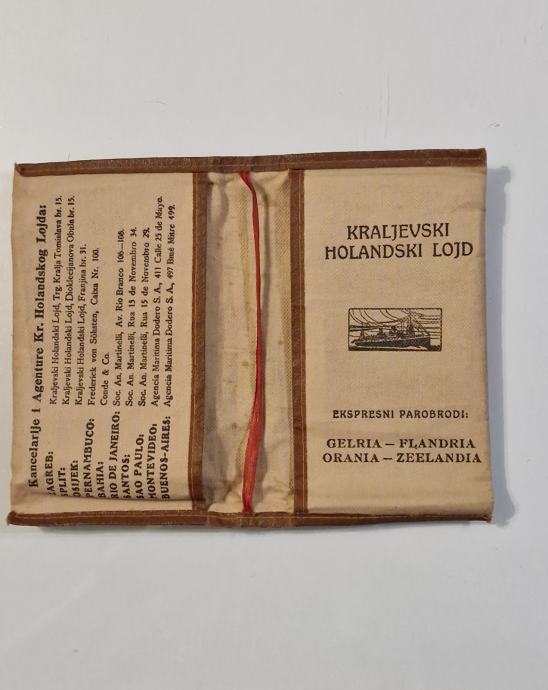 Kancelarije i Agenture Kr. Holandskog Lojda:
ZAGREB: Kraljevski Holandski Lojd, Trg. Kralja Tomislava br. 15.
SPLIT: Kraljevski Holandski Lojd, Dioklecijanova Obala br. 15.
OSIJEK: Kraljevski Holandski Lojd, Franjina br. 31.
PERNAMBUCO: Frederick von Söhsten, Caixa Nr. 100.
BAHIA: Conde & Co.
RIO DE JANEIRO: Soc. An. Martinelli, Av. Rio Branco 106—108.
SANTOS: Soc. An. Martinelli, Rua 15 de Novembro 34.
SAO PAULO: Soc. An. Martinelli, Rua 15 de Novembro 29.
MONTEVIDEO: Agencia Maritima Dodero S. A., 411 Calle 25 de Mayo.
BUENOS-AIRES: Agencia Maritima Dodero S. A., 497 Bmé Mitre 499.
KRALJEVSKI
HOLANDSKI LOJD
EKSPRESNI PAROBRODI:
GELRIA — FLANDRIA
ORANIA — ZEELANDIA